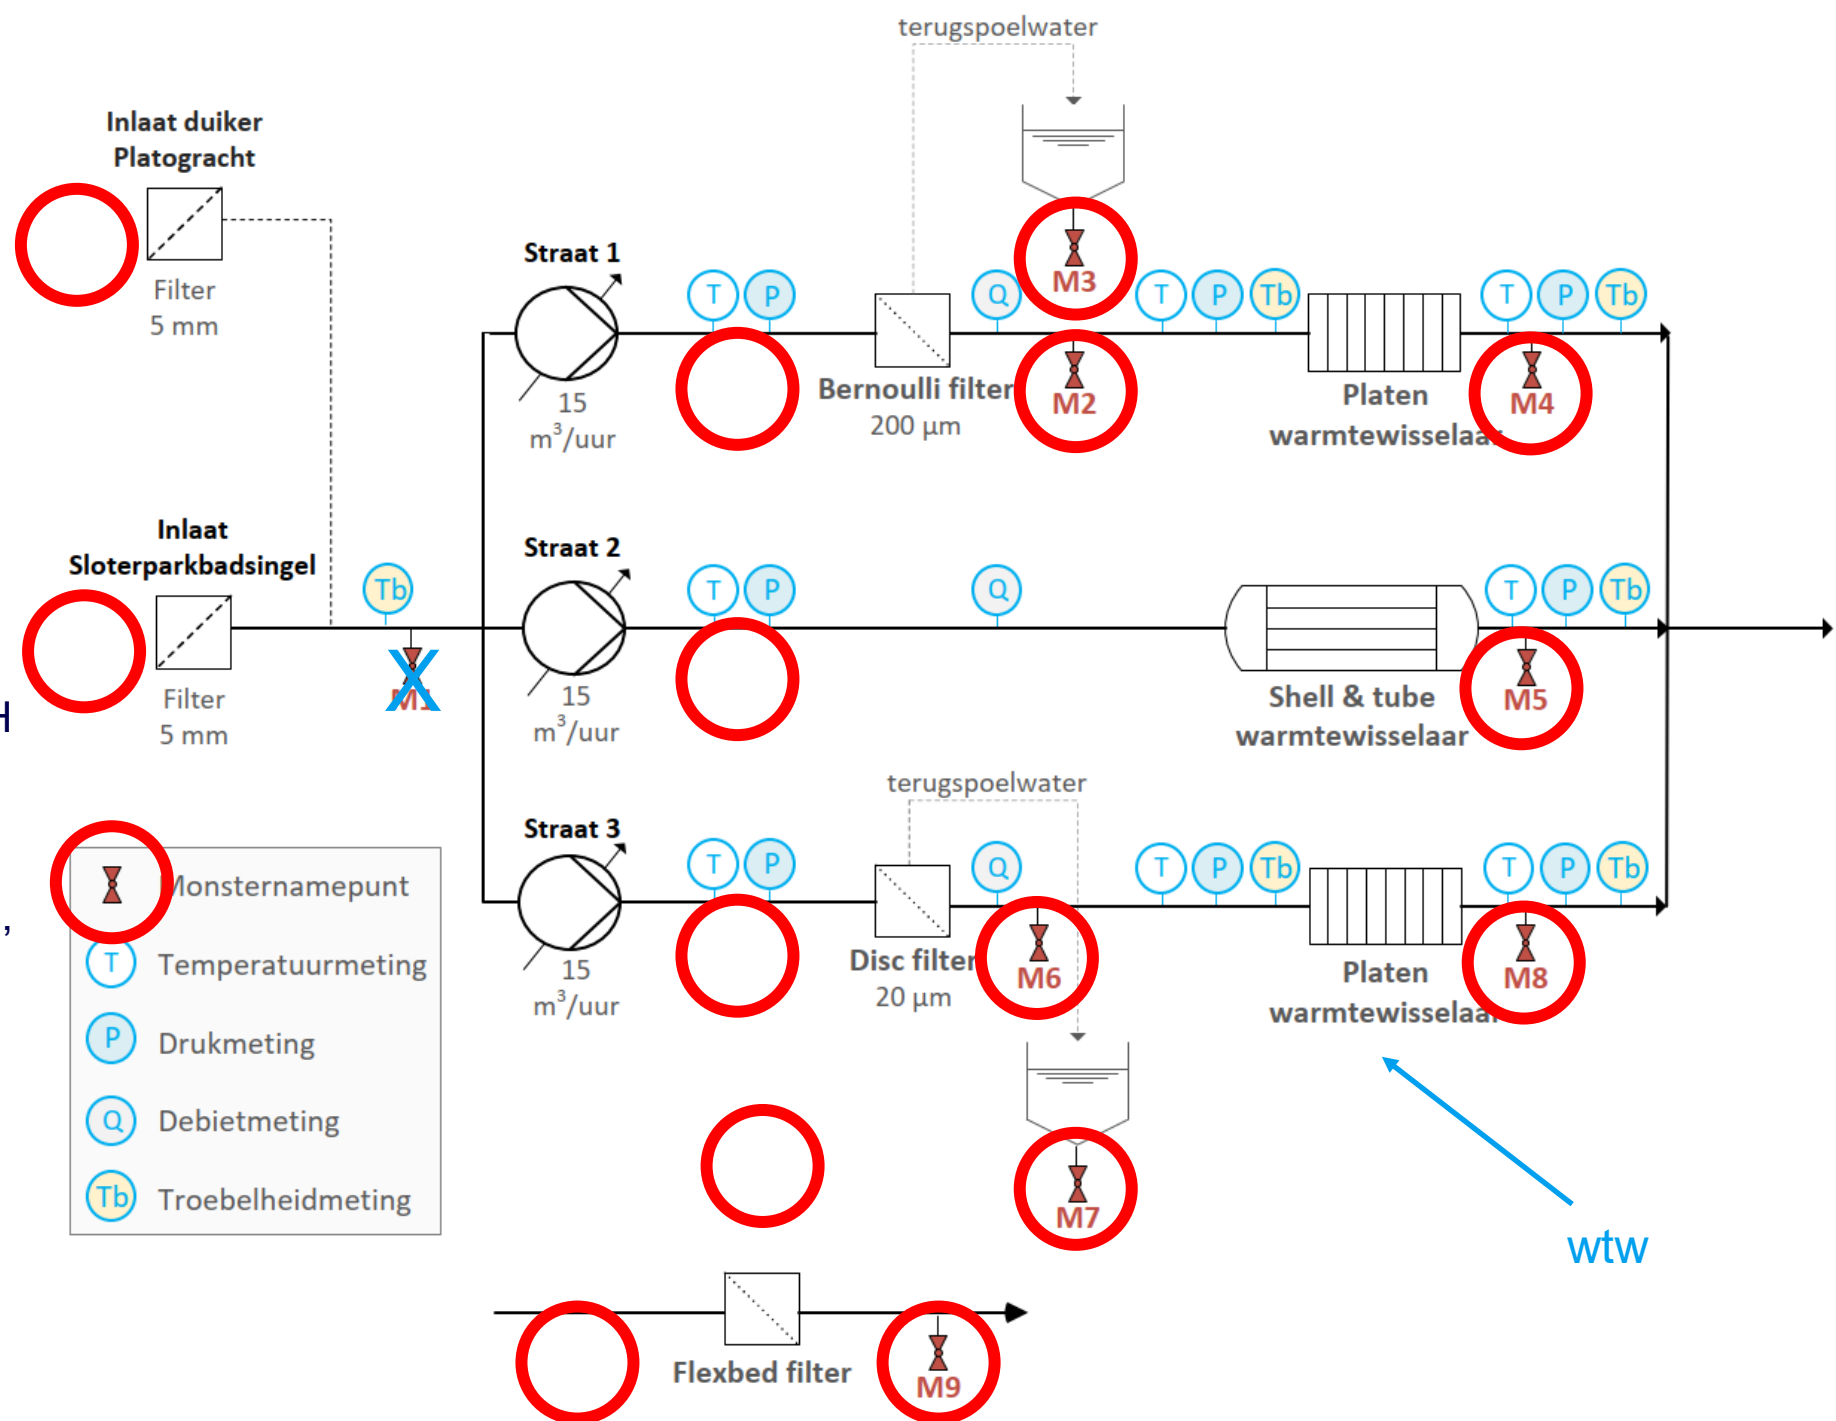 terugspoelwater
Inlaat duiker
Platogracht
Filter
5 mm
Straat 1
15
m³/uur
T
P
Bernoulli filter
200 µm
Q
M3
M2
T
P
Tb
Platen
warmtewisselaar
T
P
Tb
M4
Inlaat
Sloterparkbadsingel
Filter
5 mm
Tb
X
M1
Straat 2
15
m³/uur
T
P
Q
Shell & tube
warmtewisselaar
T
P
Tb
M5
H
,
terugspoelwater
Straat 3
15
m³/uur
T
P
Disc filter
20 µm
Q
M6
T
P
Tb
Platen
warmtewisselaar
T
P
Tb
M8
M7
wtw
Monsternamepunt
T Temperatuurmeting
P Drukmeting
Q Debietmeting
Tb Troebelheidmeting
Flexbed filter
M9